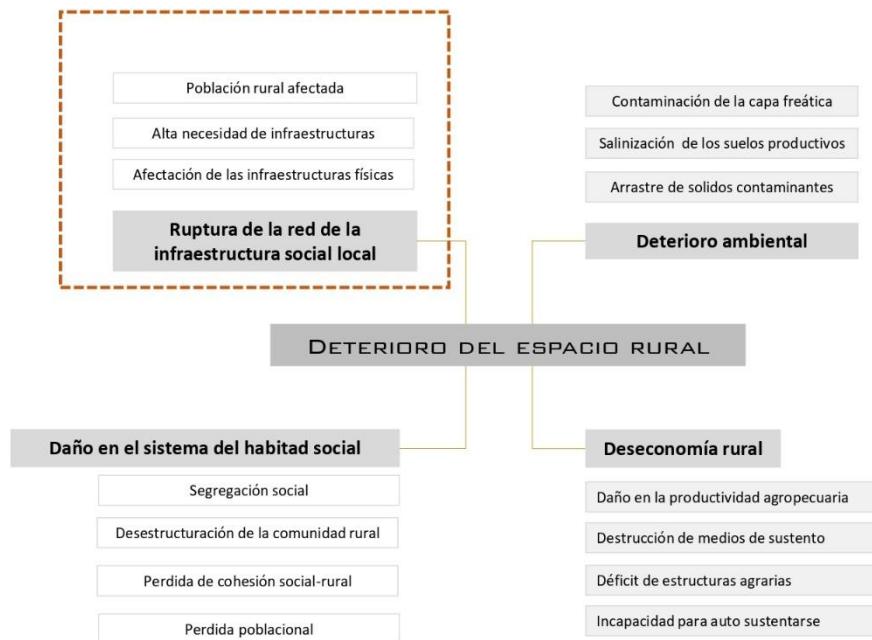 Población rural afectada
Alta necesidad de infraestructuras
Afectación de las infraestructuras físicas
Ruptura de la red de la
infraestructura social local
Contaminación de la capa freática
Salinización de los suelos productivos
Arrastre de solidos contaminantes
Deterioro ambiental
DETERIORO DEL ESPACIO RURAL
Daño en el sistema del habitad social
Segregación social
Desestructuración de la comunidad rural
Perdida de cohesión social-rural
Perdida poblacional
Deseconomía rural
Daño en la productividad agropecuaria
Destrucción de medios de sustento
Déficit de estructuras agrarias
Incapacidad para auto sustentarse